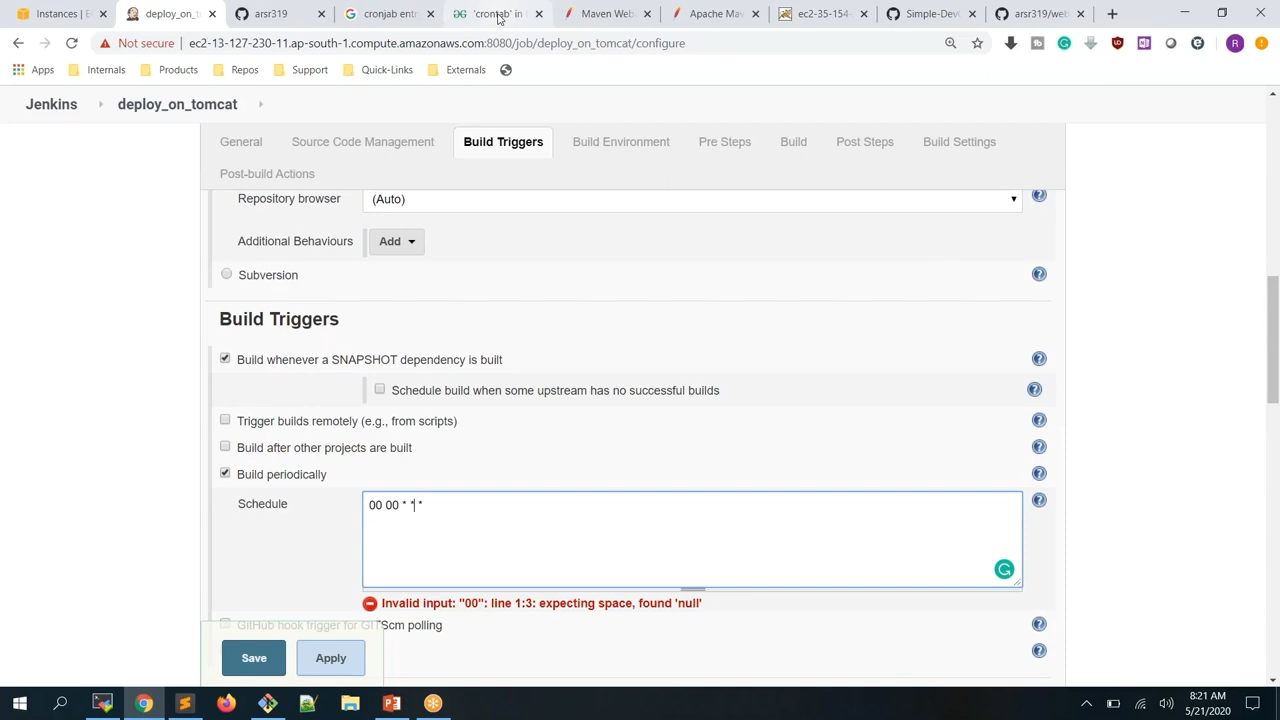 Instances | E
deploy_on_to
arsr319
cronjab entr
'crontab' in
Maven Web
Apache Mav
ec2-35-154-
Simple-DevO
arsr319/web
Not secure
ec2-13-127-230-11.ap-south-1.compute.amazonaws.com:8080/job/deploy_on_tomcat/configure
R
Apps
Internals
Products
Repos
Support
Quick-Links
Externals
Jenkins
deploy_on_tomcat
General
Source Code Management
Build Triggers
Build Environment
Pre Steps
Build
Post Steps
Build Settings
Post-build Actions
Repository browser
(Auto)
Additional Behaviours
Add
Subversion
Build Triggers
Build whenever a SNAPSHOT dependency is built
Schedule build when some upstream has no successful builds
Trigger builds remotely (e.g., from scripts)
Build after other projects are built
Build periodically
Schedule
00 00 * * *
Invalid input: "00": line 1:3: expecting space, found 'null'
GitHub hook trigger for GITScm polling
Save
Apply
8:21 AM
5/21/2020